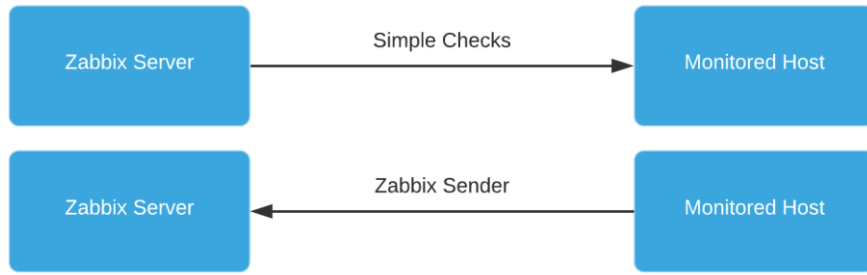 Zabbix Server
Simple Checks
Monitored Host
Zabbix Server
Zabbix Sender
Monitored Host